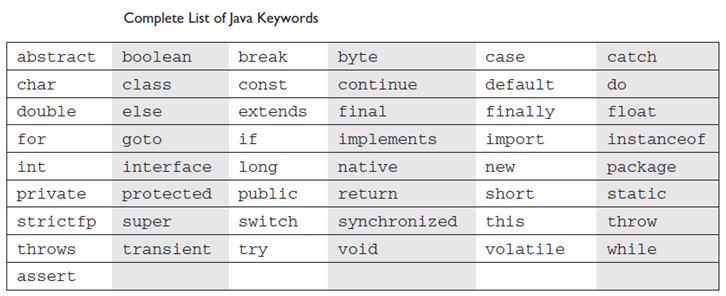 Complete List of Java Keywords
abstract boolean break byte case catch
char class const continue default do
double else extends final finally float
for goto if implements import instanceof
int interface long native new package
private protected public return short static
strictfp super switch synchronized this throw
throws transient try void volatile while
assert